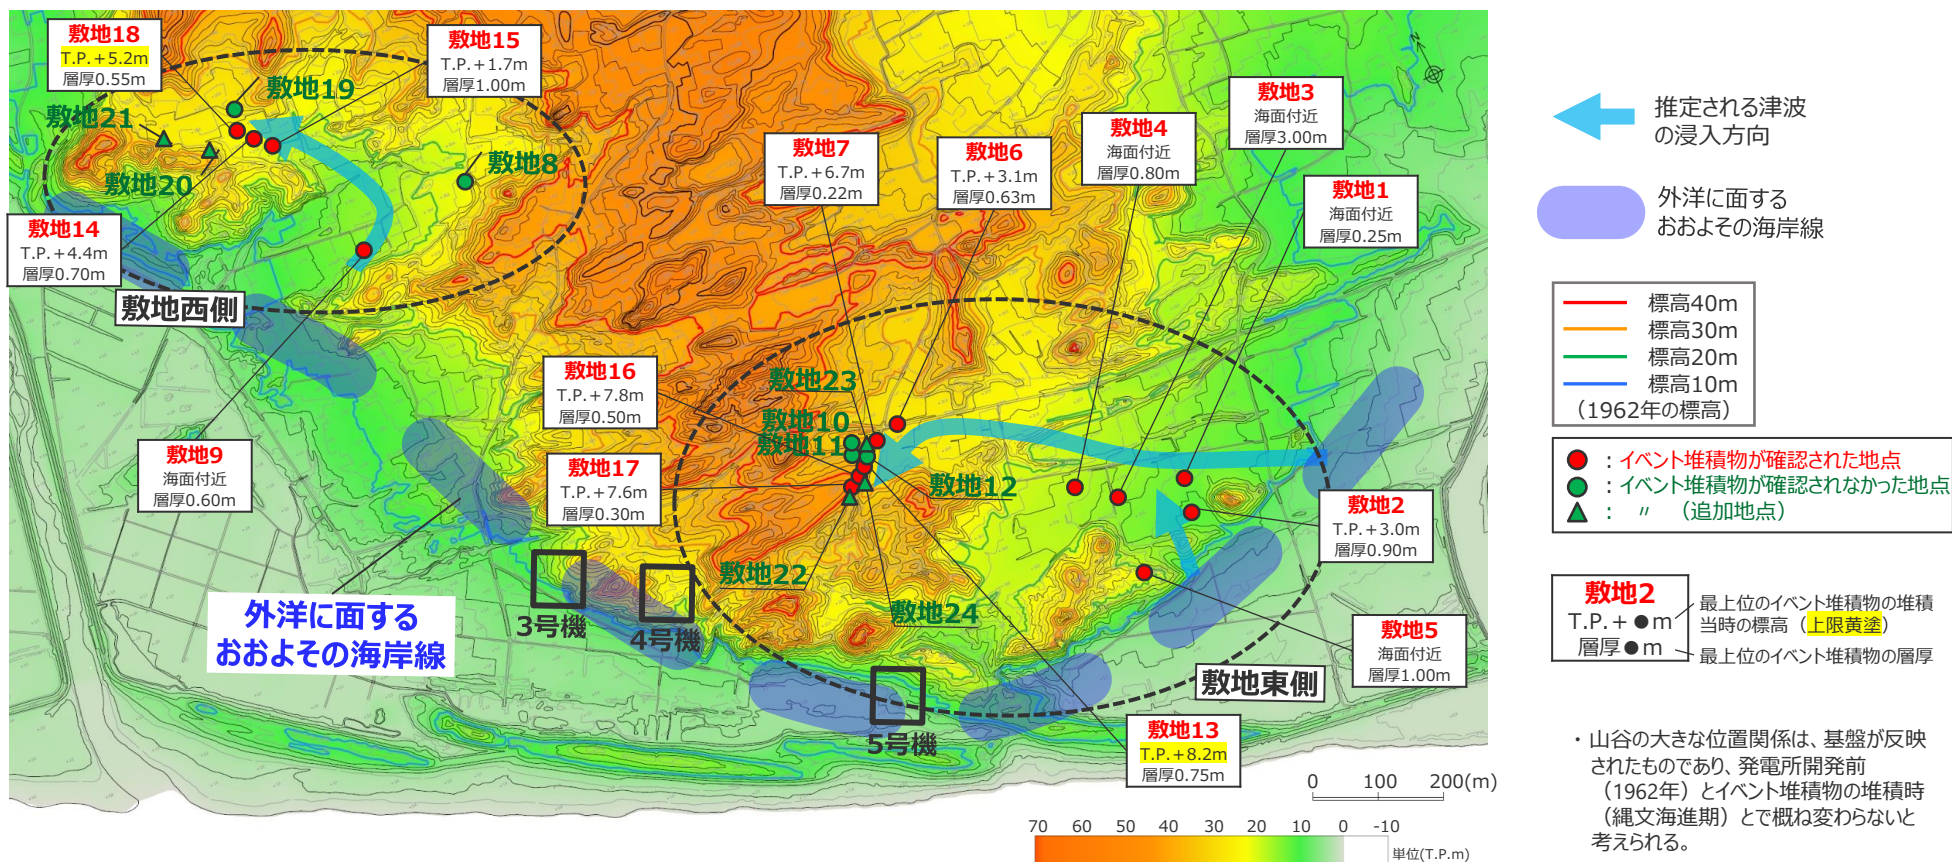 敷地18
T.P.+5.2m
層厚0.55m
敷地15
T.P.+1.7m
層厚1.00m
敷地19
敷地21
敷地20
敷地8
敷地14
T.P.+4.4m
層厚0.70m
敷地西側
敷地9
海面付近
層厚0.60m
敷地7
T.P.+6.7m
層厚0.22m
敷地6
T.P.+3.1m
層厚0.63m
敷地4
海面付近
層厚0.80m
敷地3
海面付近
層厚3.00m
敷地1
海面付近
層厚0.25m
敷地16
T.P.+7.8m
層厚0.50m
敷地23
敷地10
敷地11
敷地17
T.P.+7.6m
層厚0.30m
敷地12
敷地2
T.P.+3.0m
層厚0.90m
敷地22
敷地24
敷地5
海面付近
層厚1.00m
敷地東側
敷地13
T.P.+8.2m
層厚0.75m
外洋に面する
おおよその海岸線
3号機
4号機
5号機
0 100 200(m)
70 60 50 40 30 20 10 0 -10
単位(T.P.m)
推定される津波
の浸入方向
外洋に面する
おおよその海岸線
標高40m
標高30m
標高20m
標高10m
(1962年の標高)
:イベント堆積物が確認された地点
:イベント堆積物が確認されなかった地点
: 〃 (追加地点)
敷地2
T.P.+●m
層厚●m
最上位のイベント堆積物の堆積
当時の標高(上限黄塗)
最上位のイベント堆積物の層厚
・山谷の大きな位置関係は、基盤が反映
されたものであり、発電所開発前
(1962年)とイベント堆積物の堆積時
(縄文海進期)とで概ね変わらないと
考えられる。